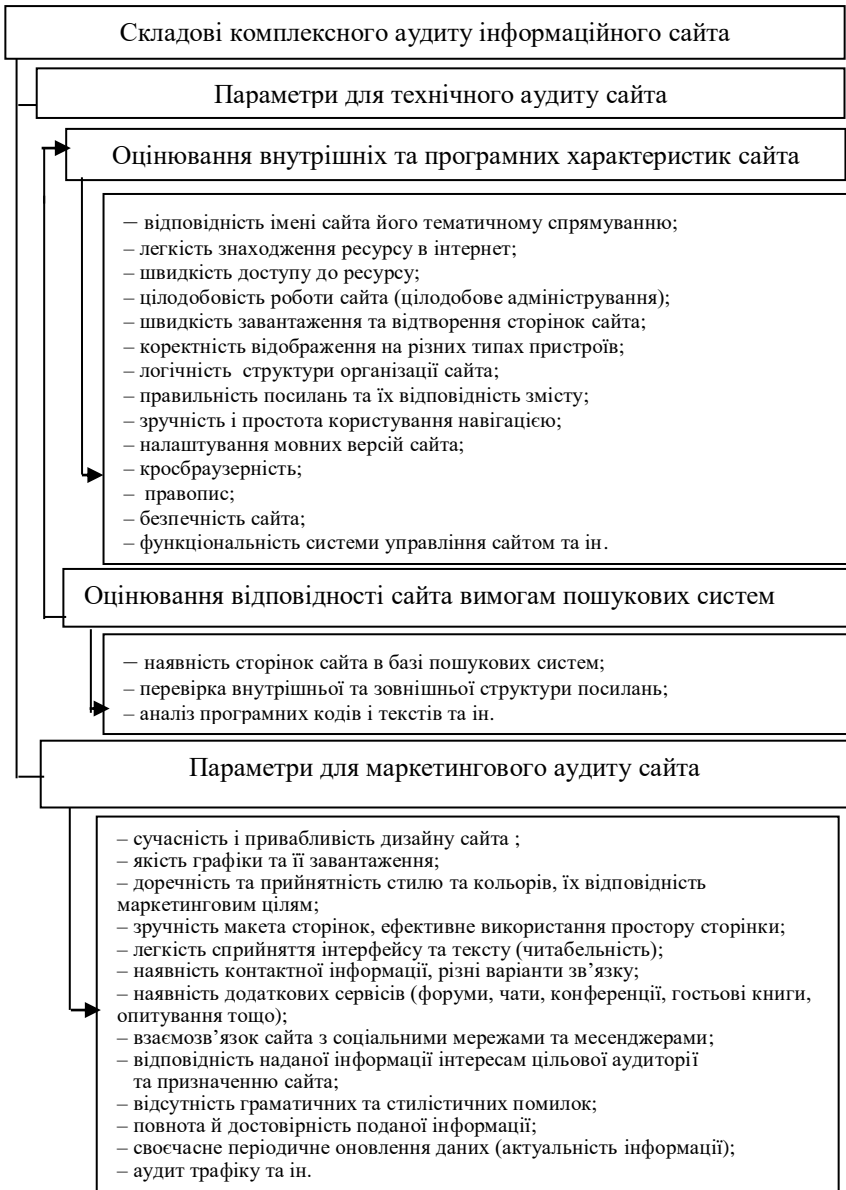 Складові комплексного аудиту інформаційного сайта
Параметри для технічного аудиту сайта
Оцінювання внутрішніх та програмних характеристик сайта
– відповідність імені сайта його тематичному спрямуванню;
– легкість знаходження ресурсу в інтернет;
– швидкість доступу до ресурсу;
– цілодобовість роботи сайта (цілодобове адміністрування);
– швидкість завантаження та відтворення сторінок сайта;
– коректність відображення на різних типах пристроїв;
– логічність структури організації сайта;
– правильність посилань та їх відповідність змісту;
– зручність і простота користування навігацією;
– налаштування мовних версій сайта;
– кросбраузерність;
– правопис;
– безпечність сайта;
– функціональність системи управління сайтом та ін.
Оцінювання відповідності сайта вимогам пошукових систем
– наявність сторінок сайта в базі пошукових систем;
– перевірка внутрішньої та зовнішньої структури посилань;
– аналіз програмних кодів і текстів та ін.
Параметри для маркетингового аудиту сайта
– сучасність і привабливість дизайну сайта ;
– якість графіки та її завантаження;
– доречність та прийнятність стилю та кольорів, їх відповідність
маркетинговим цілям;
– зручність макета сторінок, ефективне використання простору сторінки;
– легкість сприйняття інтерфейсу та тексту (читабельність);
– наявність контактної інформації, різні варіанти зв’язку;
– наявність додаткових сервісів (форуми, чати, конференції, гостьові книги,
опитування тощо);
– взаємозв’язок сайта з соціальними мережами та месенджерами;
– відповідність наданої інформації інтересам цільової аудиторії
та призначенню сайта;
– відсутність граматичних та стилістичних помилок;
– повнота й достовірність поданої інформації;
– своєчасне періодичне оновлення даних (актуальність інформації);
– аудит трафіку та ін.